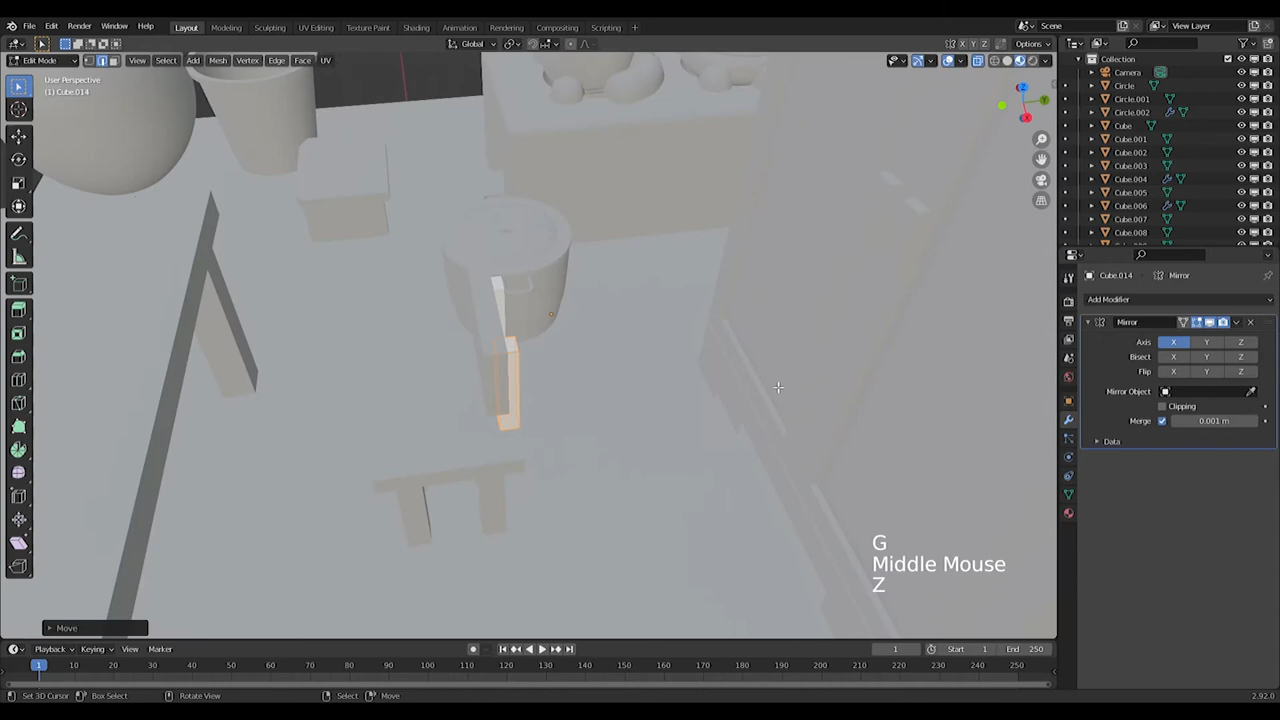 File Edit Render Window Help Layout Modeling Sculpting UV Editing Texture Paint Shading Animation Rendering Compositing Scripting + Scene View Layer
Global X Y Z Options
Edit Mode View Select Add Mesh Vertex Edge Face UV
User Perspective
(1) Cube.014
Z
Y
X
Collection
Camera
Circle
Circle.001
Circle.002
Cube
Cube.001
Cube.002
Cube.003
Cube.004
Cube.005
Cube.006
Cube.007
Cube.008
Cube.014 Mirror
Add Modifier
Mirror
Axis X Y Z
Bisect X Y Z
Flip X Y Z
Mirror Object
Clipping
Merge 0.001 m
Data
G
Middle Mouse
Z
Move
Playback Keying View Marker 1 Start 1 End 250
1 10 20 30 40 50 60 70 80 90 100 110 120 130 140 150 160 170 180 190 200 210 220 230 240 250
Set 3D Cursor Box Select Rotate View Select Move 2.92.0